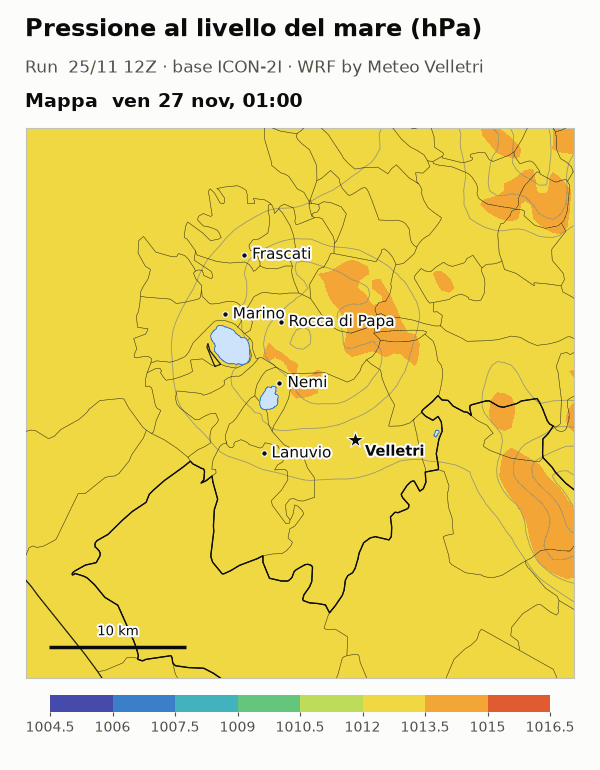 Pressione al livello del mare (hPa)
Run  25/11 12Z · base ICON-2I · WRF by Meteo Velletri
Mappa  ven 27 nov, 01:00
Frascati
Marino
Rocca di Papa
Nemi
Lanuvio
Velletri
10 km
1004.5 1006 1007.5 1009 1010.5 1012 1013.5 1015 1016.5